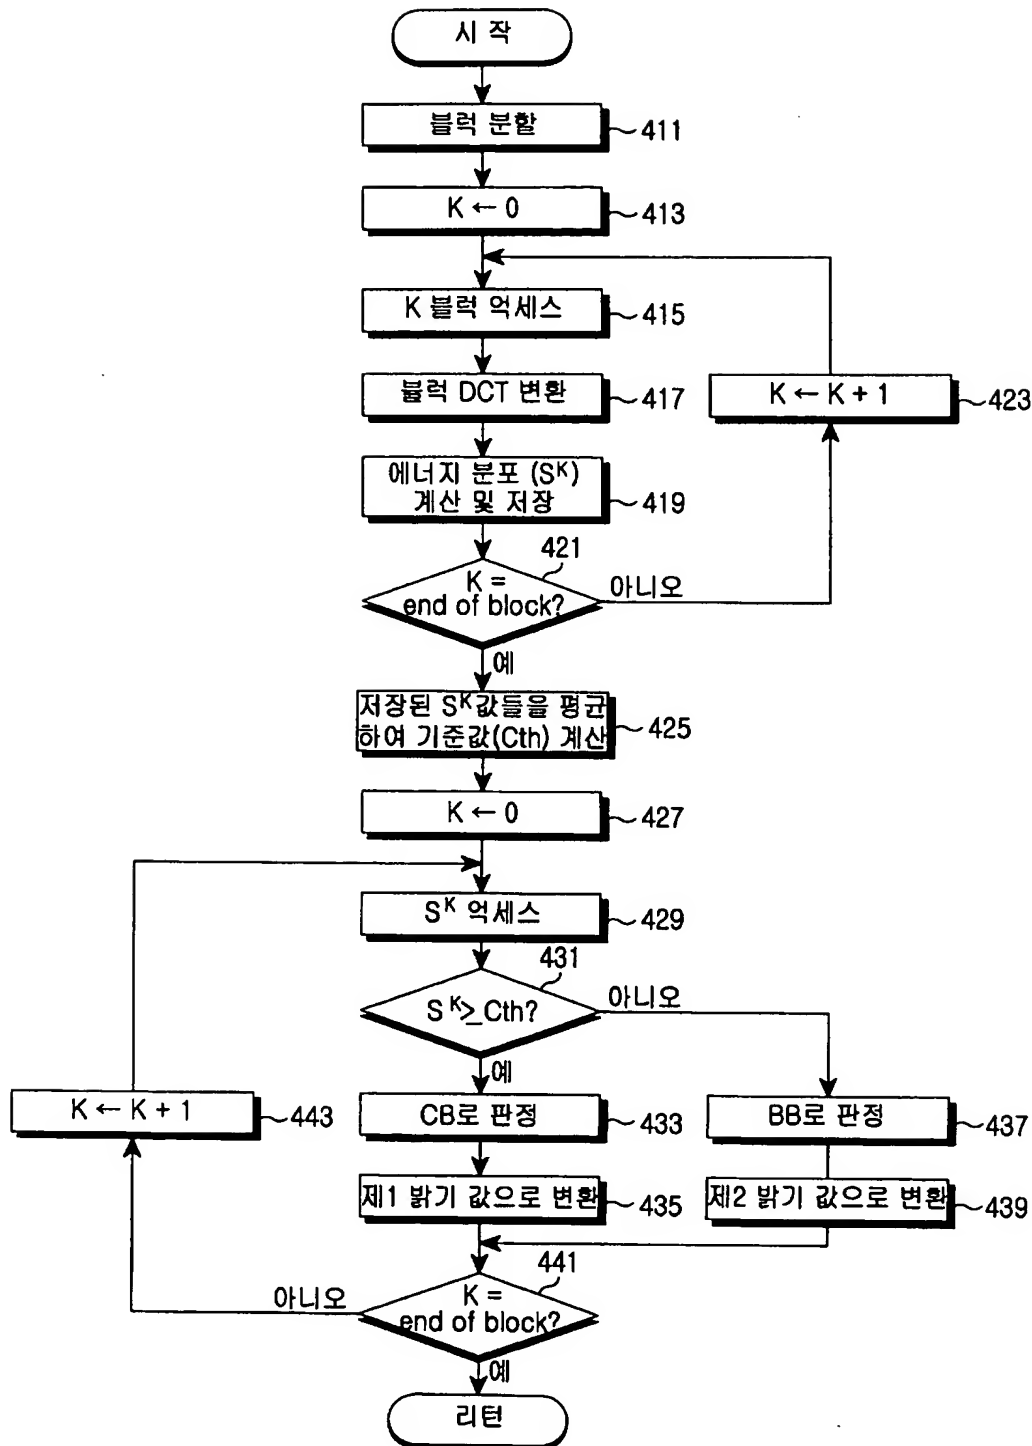 시 작
블럭 분할
411
K ← 0
413
K 블럭 억세스
415
블럭 DCT 변환
417
K ← K + 1
423
에너지 분포 (S^K)
계산 및 저장
419
421
K =
end of block?
아니오
예
저장된 S^K값들을 평균
하여 기준값(Cth) 계산
425
K ← 0
427
S^K 억세스
429
431
S^K≥Cth?
아니오
예
K ← K + 1
443
CB로 판정
433
BB로 판정
437
제1 밝기 값으로 변환
435
제2 밝기 값으로 변환
439
441
K =
end of block?
아니오
예
리턴